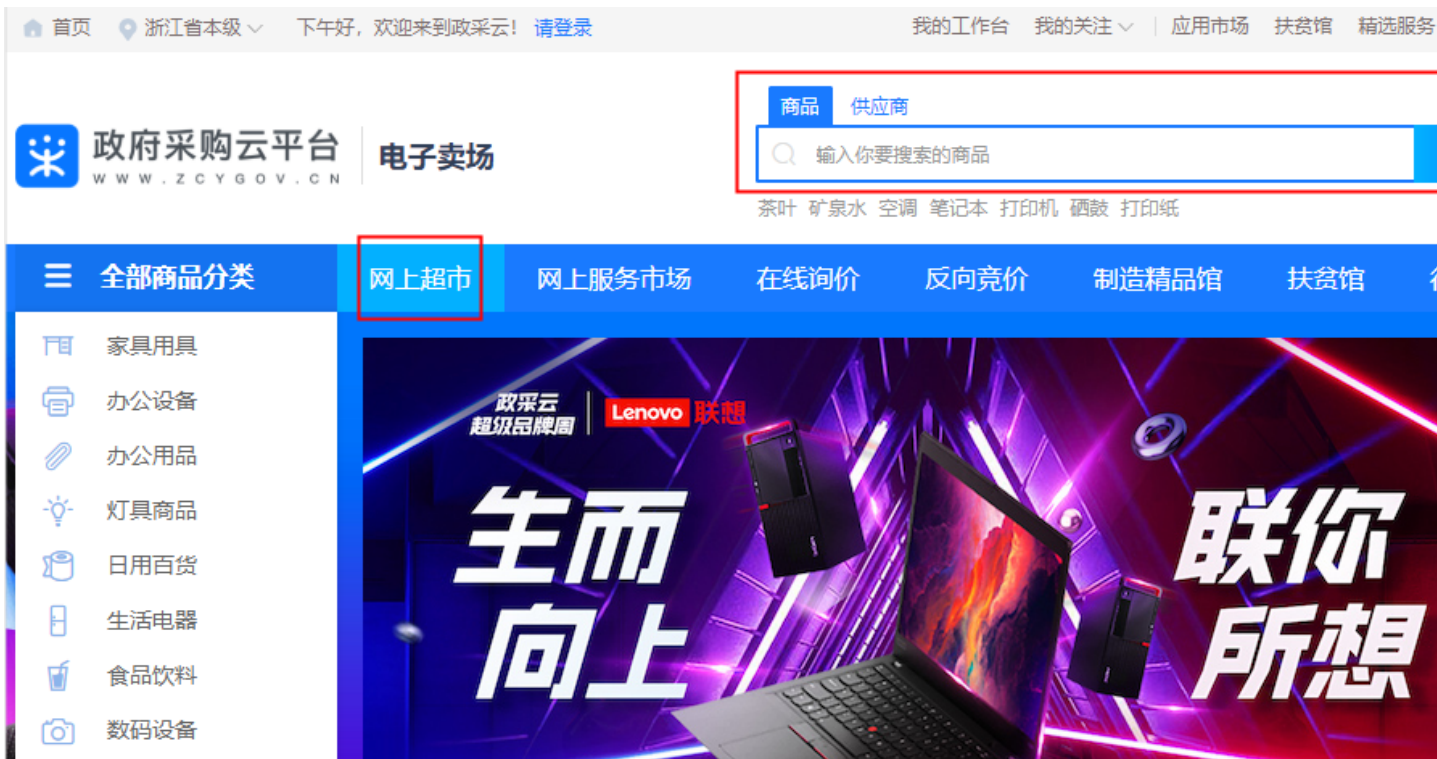 首页 浙江省本级 下午好，欢迎来到政采云！ 请登录 我的工作台 我的关注 应用市场 扶贫馆 精选服务
商品 供应商
政府采购云平台 电子卖场
WWW.ZCYGOV.CN
输入你要搜索的商品
茶叶 矿泉水 空调 笔记本 打印机 硒鼓 打印纸
全部商品分类 网上超市 网上服务市场 在线询价 反向竞价 制造精品馆 扶贫馆
家具用具
办公设备
办公用品
灯具商品
日用百货
生活电器
食品饮料
数码设备
政采云
超级品牌周
Lenovo 联想
生而
向上
联你
所想